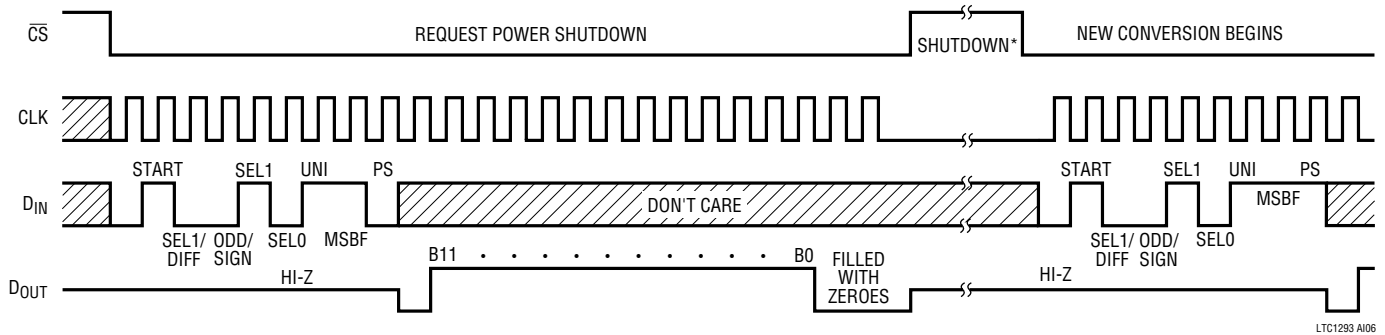 CS REQUEST POWER SHUTDOWN SHUTDOWN* NEW CONVERSION BEGINS
CLK
START SEL1 UNI PS START SEL1 UNI PS
DIN DON'T CARE MSBF
SEL1/ DIFF ODD/ SIGN SEL0 MSBF SEL1/ DIFF ODD/ SIGN SEL0
B11 • • • • • • • • • • B0 FILLED WITH ZEROES
DOUT HI-Z HI-Z
LTC1293 AI06